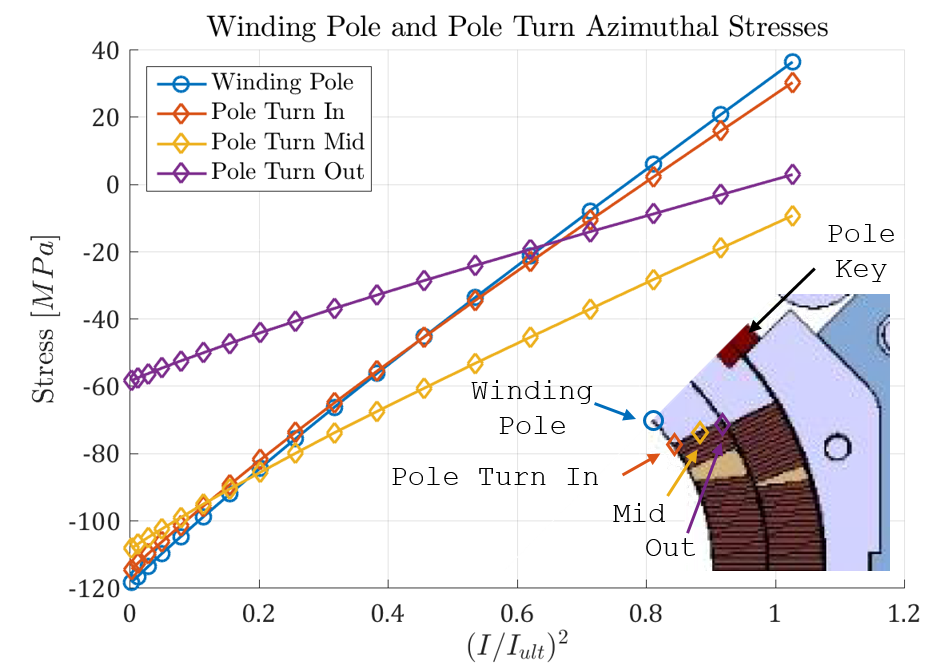 Winding Pole and Pole Turn Azimuthal Stresses
Winding Pole
Pole Turn In
Pole Turn Mid
Pole Turn Out
40
20
0
-20
-40
-60
-80
-100
-120
Stress [MPa]
Pole
Key
Winding
Pole
Pole Turn In
Mid
Out
0
0.2
0.4
0.6
0.8
1
1.2
(I/I_{ult})^2